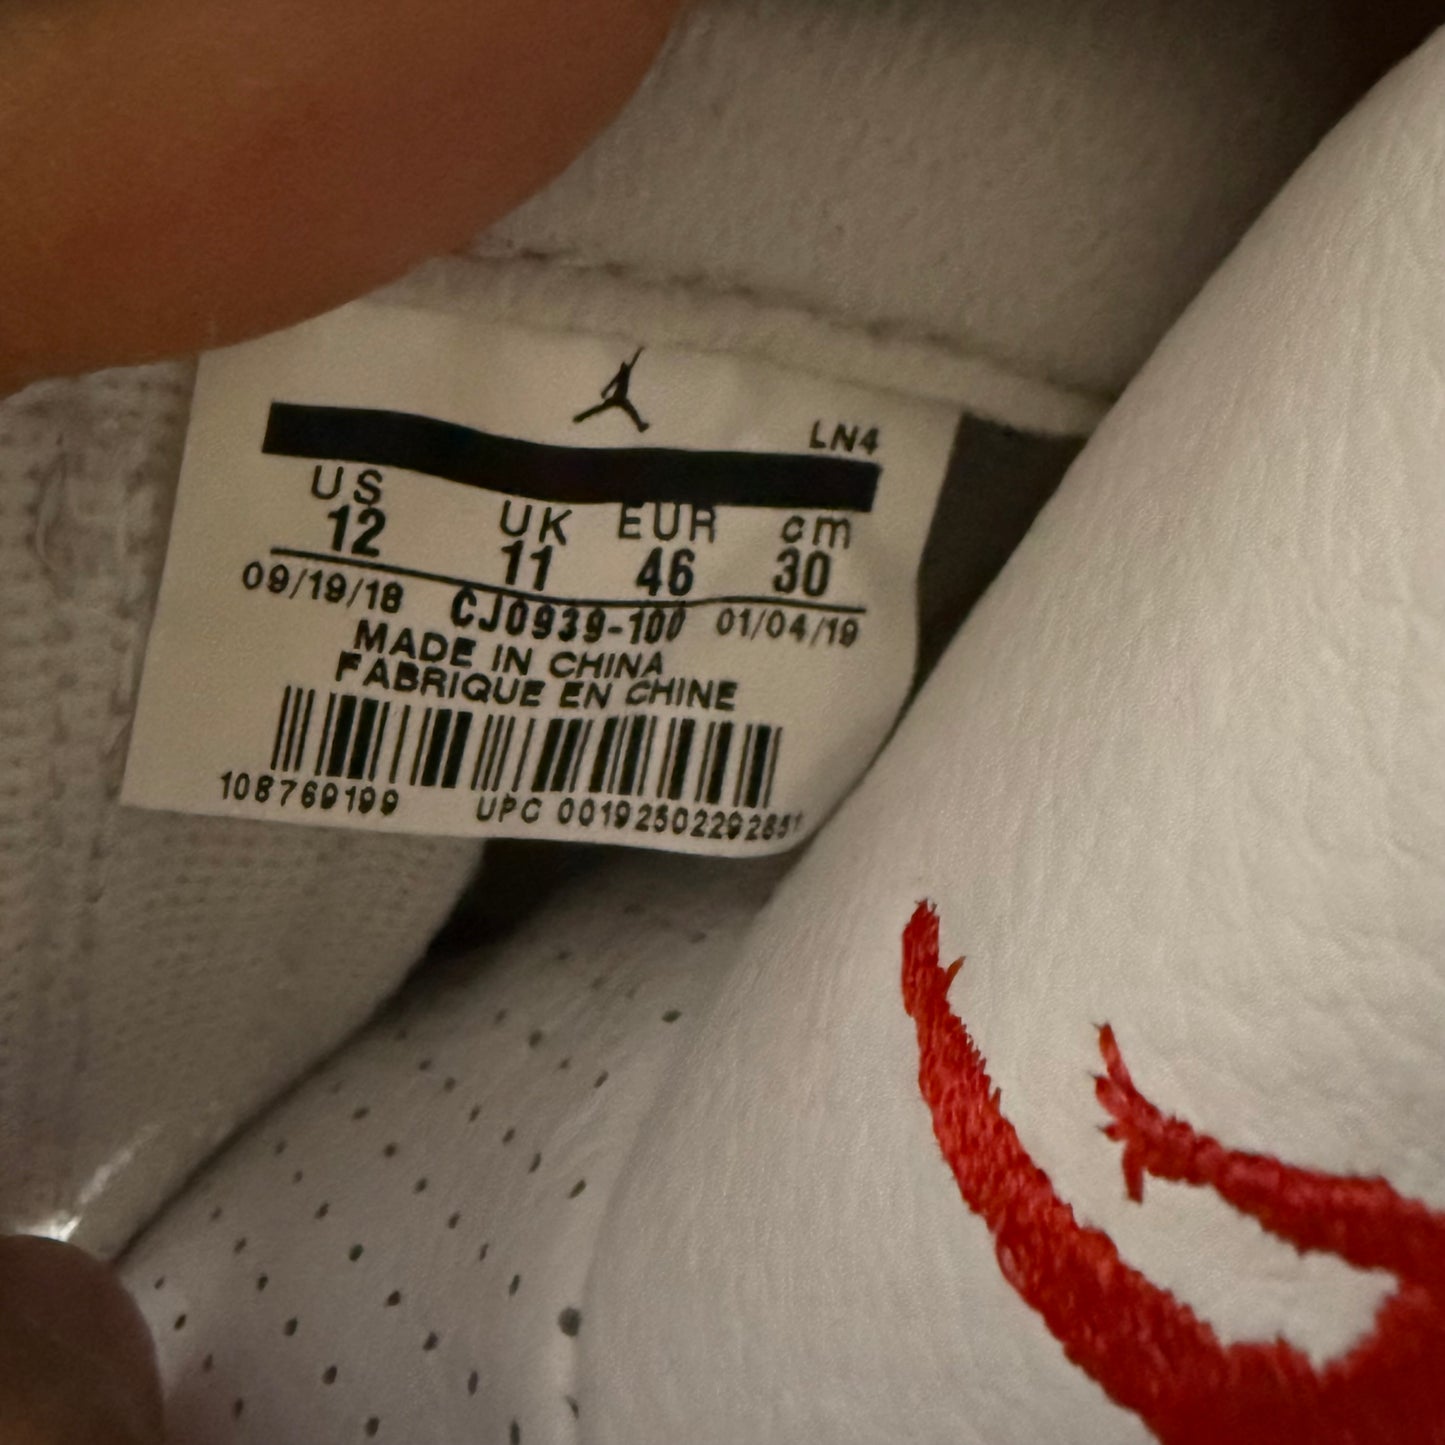 LN4
US UK EUR cm
12 11 46 30
09/19/18 CJ0939-100 01/04/19
MADE IN CHINA
FABRIQUE EN CHINE
108769199 UPC